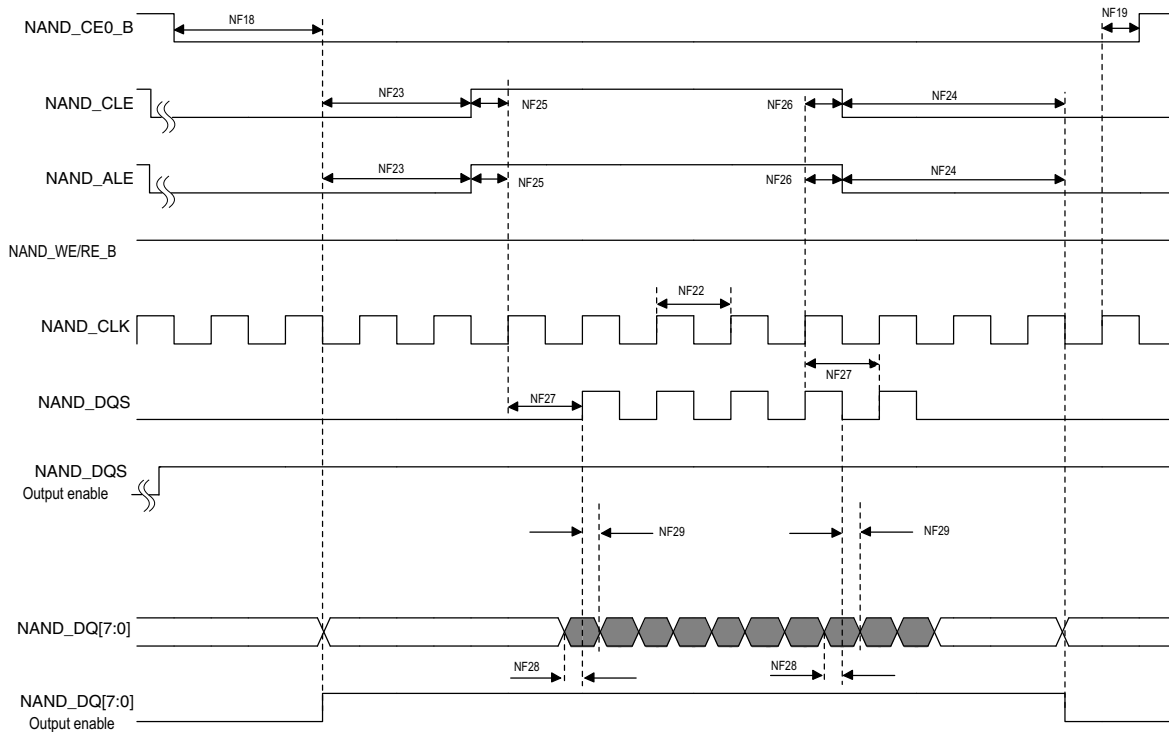 NAND_CE0_B
NF18
NF19
NAND_CLE
NF23
NF25
NF26
NF24
NAND_ALE
NF23
NF25
NF26
NF24
NAND_WE/RE_B
NF22
NAND_CLK
NF27
NAND_DQS
NF27
NAND_DQS
Output enable
NF29
NF29
NAND_DQ[7:0]
NF28
NF28
NAND_DQ[7:0]
Output enable